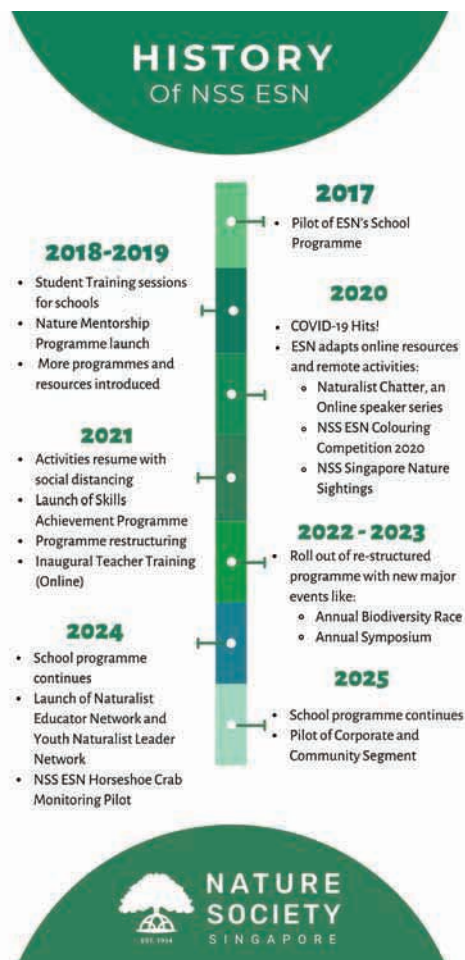 HISTORY
Of NSS ESN
2017
• Pilot of ESN's School
Programme
2018-2019
• Student Training sessions
for schools
• Nature Mentorship
Programme launch
• More programmes and
resources introduced
2020
• COVID-19 Hits!
• ESN adapts online resources
and remote activities:
◦ Naturalist Chatter, an
Online speaker series
◦ NSS ESN Colouring
Competition 2020
◦ NSS Singapore Nature
Sightings
2021
• Activities resume with
social distancing
• Launch of Skills
Achievement Programme
• Programme restructuring
• Inaugural Teacher Training
(Online)
2022 - 2023
• Roll out of re-structured
programme with new major
events like:
◦ Annual Biodiversity Race
◦ Annual Symposium
2024
• School programme
continues
• Launch of Naturalist
Educator Network and
Youth Naturalist Leader
Network
• NSS ESN Horseshoe Crab
Monitoring Pilot
2025
• School programme continues
• Pilot of Corporate and
Community Segment
NATURE
SOCIETY
SINGAPORE
EST. 1954